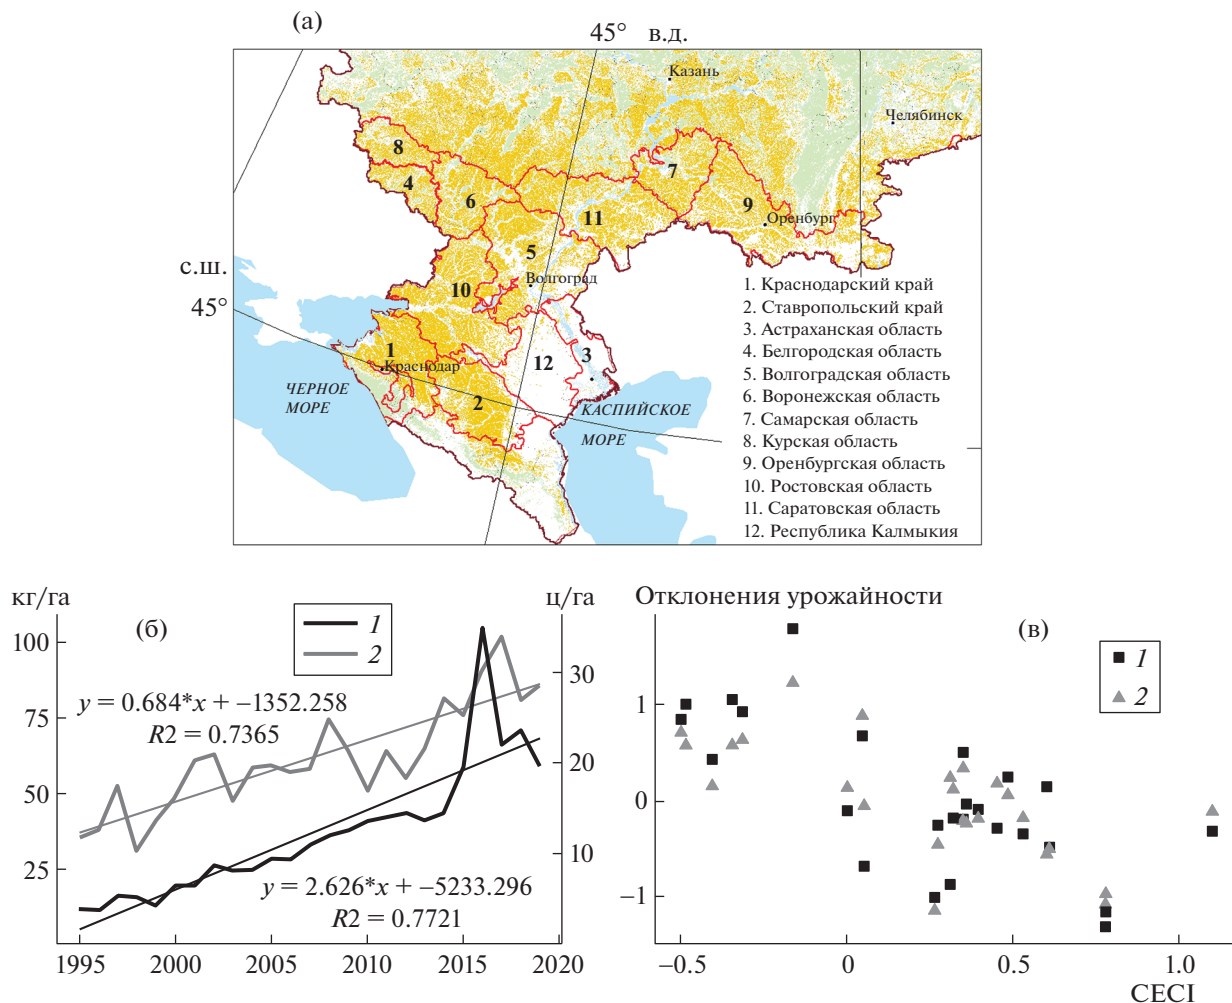 (а)
45° в.д.
Казань
Челябинск
8
7
4
6
9
11
Оренбург
5
с.ш.
Волгоград
10
45°
1
Краснодар
12
3
2
ЧЕРНОЕ
МОРЕ
КАСПИЙСКОЕ
МОРЕ
1. Краснодарский край
2. Ставропольский край
3. Астраханская область
4. Белгородская область
5. Волгоградская область
6. Воронежская область
7. Самарская область
8. Курская область
9. Оренбургская область
10. Ростовская область
11. Саратовская область
12. Республика Калмыкия
кг/га
(б)
1
2
ц/га
100
75
50
25
30
20
10
y = 0.684*x + −1352.258
R2 = 0.7365
y = 2.626*x + −5233.296
R2 = 0.7721
1995 2000 2005 2010 2015 2020
Отклонения урожайности
(в)
1
2
1
0
−1
−0.5 0 0.5 1.0
CECI